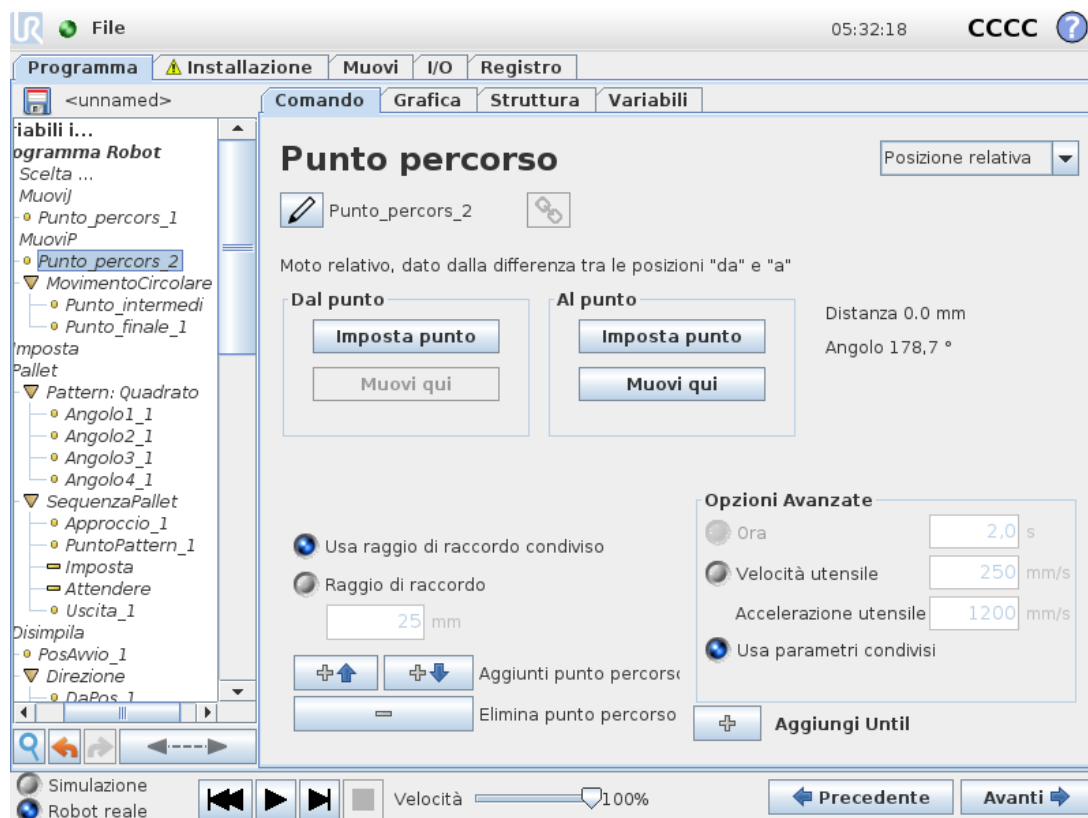 UR File 05:32:18 CCCC ?
Programma Installazione Muovi I/O Registro
<unnamed>
Comando Grafica Struttura Variabili
riabili i...
ogramma Robot
Scelta ...
MuoviJ
Punto_percors_1
MuoviP
Punto_percors_2
MovimentoCircolare
Punto_intermedi
Punto_finale_1
Imposta
Pallet
Pattern: Quadrato
Angolo1_1
Angolo2_1
Angolo3_1
Angolo4_1
SequenzaPallet
Approccio_1
PuntoPattern_1
Imposta
Attendere
Uscita_1
Disimpila
PosAvvio_1
Direzione
DaPos_1
Punto percorso
Posizione relativa
Punto_percors_2
Moto relativo, dato dalla differenza tra le posizioni "da" e "a"
Dal punto
Imposta punto
Muovi qui
Al punto
Imposta punto
Muovi qui
Distanza 0.0 mm
Angolo 178,7 °
Usa raggio di raccordo condiviso
Raggio di raccordo
25 mm
Aggiunti punto percorso
Elimina punto percorso
Opzioni Avanzate
Ora 2,0 s
Velocità utensile 250 mm/s
Accelerazione utensile 1200 mm/s
Usa parametri condivisi
Aggiungi Until
Simulazione
Robot reale
Velocità 100%
Precedente
Avanti